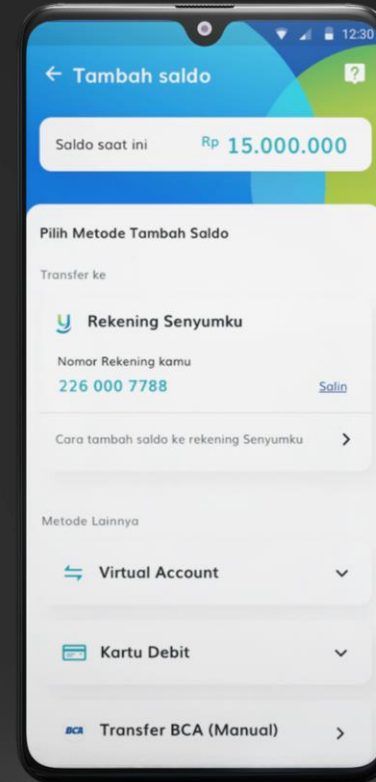 12:30
Tambah saldo
Saldo saat ini Rp 15.000.000
Pilih Metode Tambah Saldo
Transfer ke
Rekening Senyumku
Nomor Rekening kamu
226 000 7788 Salin
Cara tambah saldo ke rekening Senyumku
Metode Lainnya
Virtual Account
Kartu Debit
BCA Transfer BCA (Manual)